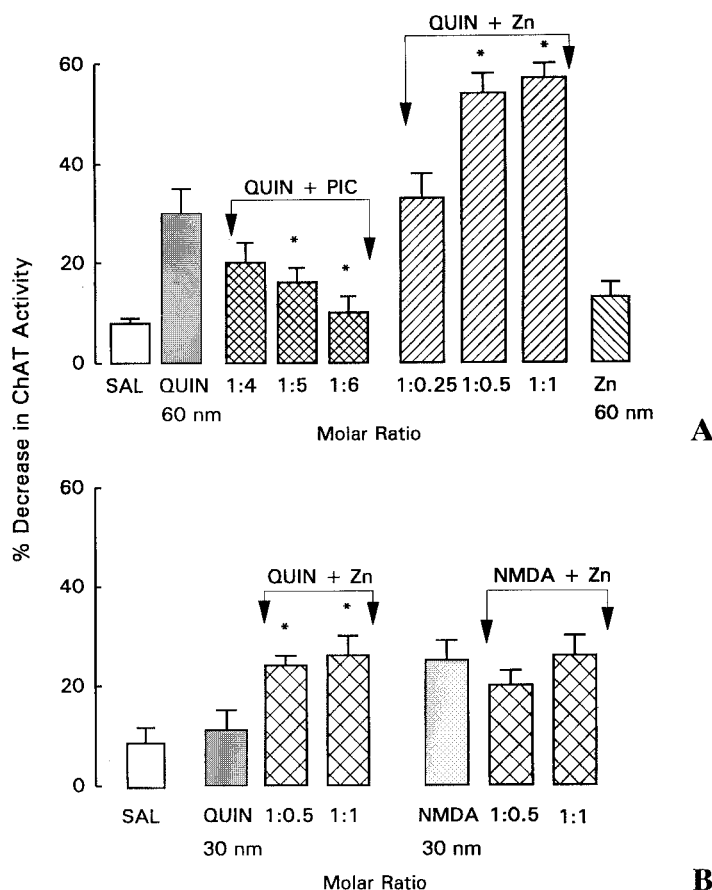 QUIN + Zn
60
* *
QUIN + PIC
40
*
*
20
0
SAL QUIN 1:4 1:5 1:6 1:0.25 1:0.5 1:1 Zn
60 nm 60 nm
Molar Ratio
A
% Decrease in ChAT Activity
60
QUIN + Zn NMDA + Zn
40
* *
20
0
SAL QUIN 1:0.5 1:1 NMDA 1:0.5 1:1
30 nm 30 nm
Molar Ratio
B